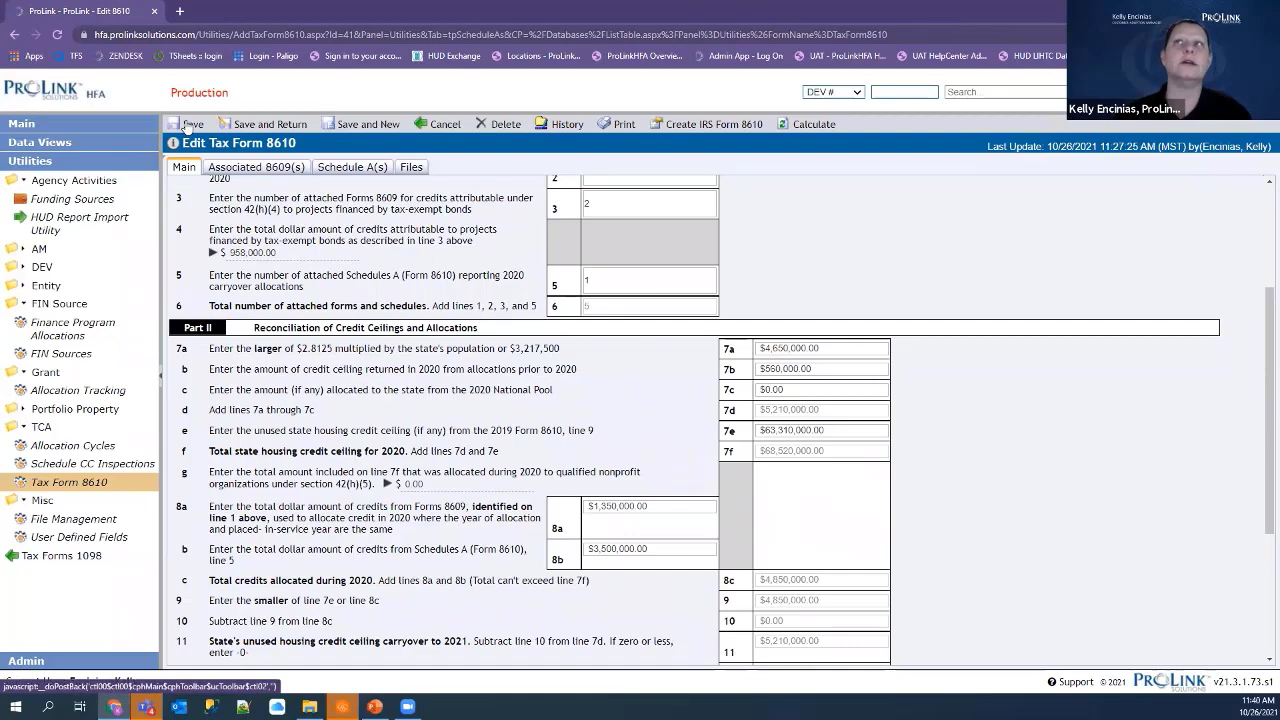 ProLink - ProLink - Edit 8610
hfa.prolinksolutions.com/Utilities/AddTaxForm8610.aspx?Id=41&Panel=Utilities
Apps TFS ZENDESK TSheets :: login Login - Paligo Sign in to your acco... HUD Exchange Locations - ProLink... ProLinkHFA Overvie... Admin App - Log On UAT - ProLinkHFA H... UAT HelpCenter Ad... HUD LIHTC Dat
Kelly Encinias
PROLINK
Kelly Encinias, ProLin...
PROLINK SOLUTIONS HFA
Production
DEV #
Search...
Save Save and Return Save and New Cancel Delete History Print Create IRS Form 8610 Calculate
Edit Tax Form 8610
Last Update: 10/26/2021 11.27.25 AM (MST) by(Encinias, Kelly)
Main Associated 8609(s) Schedule A(s) Files
Main
Data Views
Utilities
Agency Activities
Funding Sources
HUD Report Import
Utility
AM
DEV
Entity
FIN Source
Finance Program
Allocations
FIN Sources
Grant
Allocation Tracking
Portfolio Property
TCA
Allocation Cycles
Schedule CC Inspections
Tax Form 8610
Misc
File Management
User Defined Fields
Tax Forms 1098
Admin
2020 2
3 Enter the number of attached Forms 8609 for credits attributable under
section 42(h)(4) to projects financed by tax-exempt bonds 3 2
4 Enter the total dollar amount of credits attributable to projects
financed by tax-exempt bonds as described in line 3 above
$ 958,000.00
5 Enter the number of attached Schedules A (Form 8610) reporting 2020
carryover allocations 5 1
6 Total number of attached forms and schedules. Add lines 1, 2, 3, and 5 6 5
Part II Reconciliation of Credit Ceilings and Allocations
7a Enter the larger of $2.8125 multiplied by the state's population or $3,217,500 7a $4,650,000.00
b Enter the amount of credit ceiling returned in 2020 from allocations prior to 2020 7b $560,000.00
c Enter the amount (if any) allocated to the state from the 2020 National Pool 7c $0.00
d Add lines 7a through 7c 7d $5,210,000.00
e Enter the unused state housing credit ceiling (if any) from the 2019 Form 8610, line 9 7e $63,310,000.00
f Total state housing credit ceiling for 2020. Add lines 7d and 7e 7f $68,520,000.00
g Enter the total amount included on line 7f that was allocated during 2020 to qualified nonprofit
organizations under section 42(h)(5). $ 0.00
8a Enter the total dollar amount of credits from Forms 8609, identified on
line 1 above, used to allocate credit in 2020 where the year of allocation
and placed- in-service year are the same 8a $1,350,000.00
b Enter the total dollar amount of credits from Schedules A (Form 8610),
line 5 8b $3,500,000.00
c Total credits allocated during 2020. Add lines 8a and 8b (Total can't exceed line 7f) 8c $4,850,000.00
9 Enter the smaller of line 7e or line 8c 9 $4,850,000.00
10 Subtract line 9 from line 8c 10 $0.00
11 State's unused housing credit ceiling carryover to 2021. Subtract line 10 from line 7d. If zero or less,
enter -0- 11 $5,210,000.00
javascript:__doPostBack('ctl00$ctl00$cphMain$cphToolbar$ucToolbar$ctl02','')
Support © 2021 PROLINK SOLUTIONS v21.3.1.73.s1
11:40 AM
10/26/2021